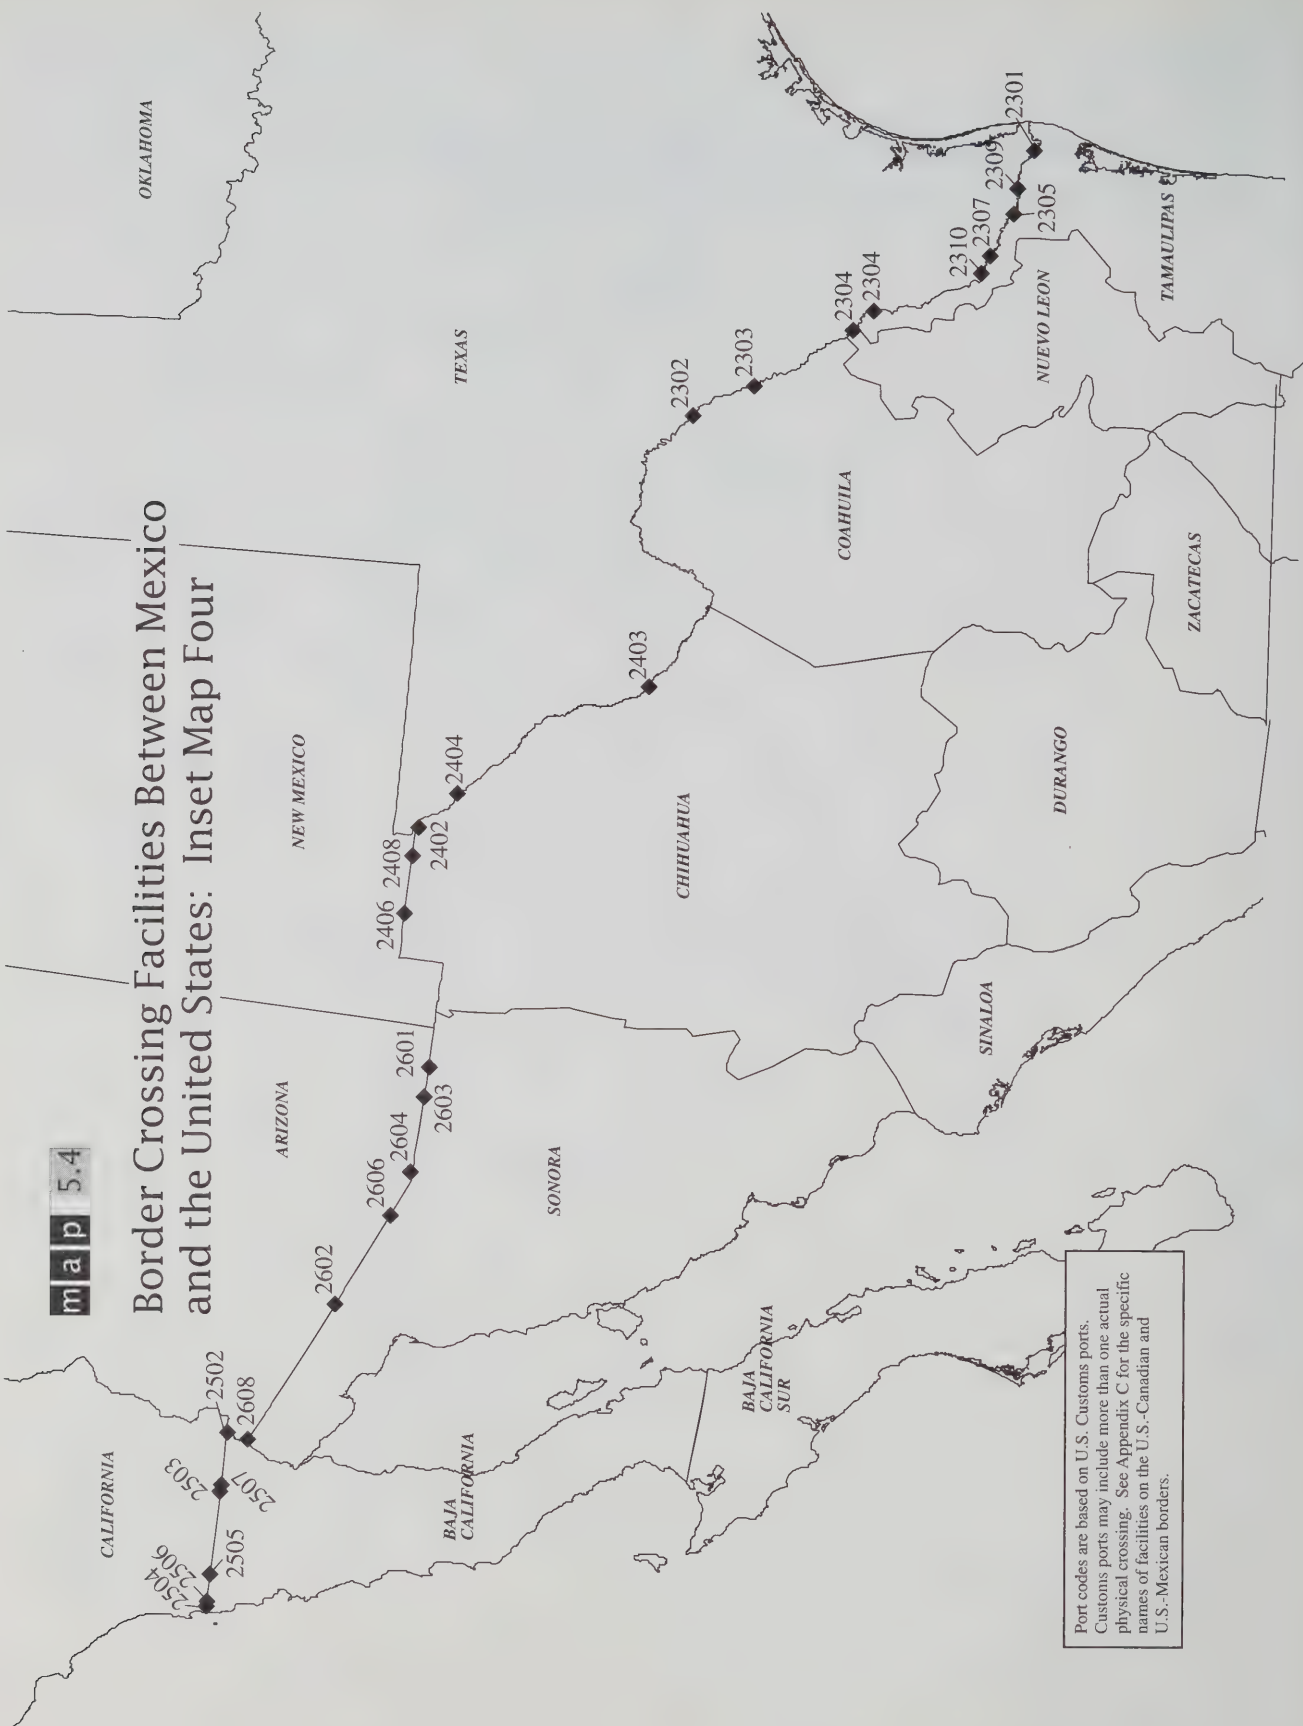 map 5.4
Border Crossing Facilities Between Mexico
and the United States: Inset Map Four
OKLAHOMA
CALIFORNIA
ARIZONA
NEW MEXICO
TEXAS
2504
2506
2505
2503
2507
2502
2608
2602
2606
2604
2603
2601
2406
2408
2402
2404
2403
2302
2303
2304
2304
2310
2307
2305
2309
2301
BAJA
CALIFORNIA
BAJA
CALIFORNIA
SUR
SONORA
CHIHUAHUA
COAHUILA
NUEVO LEON
TAMAULIPAS
SINALOA
DURANGO
ZACATECAS
Port codes are based on U.S. Customs ports.
Customs ports may include more than one actual
physical crossing. See Appendix C for the specific
names of facilities on the U.S.-Canadian and
U.S.-Mexican borders.